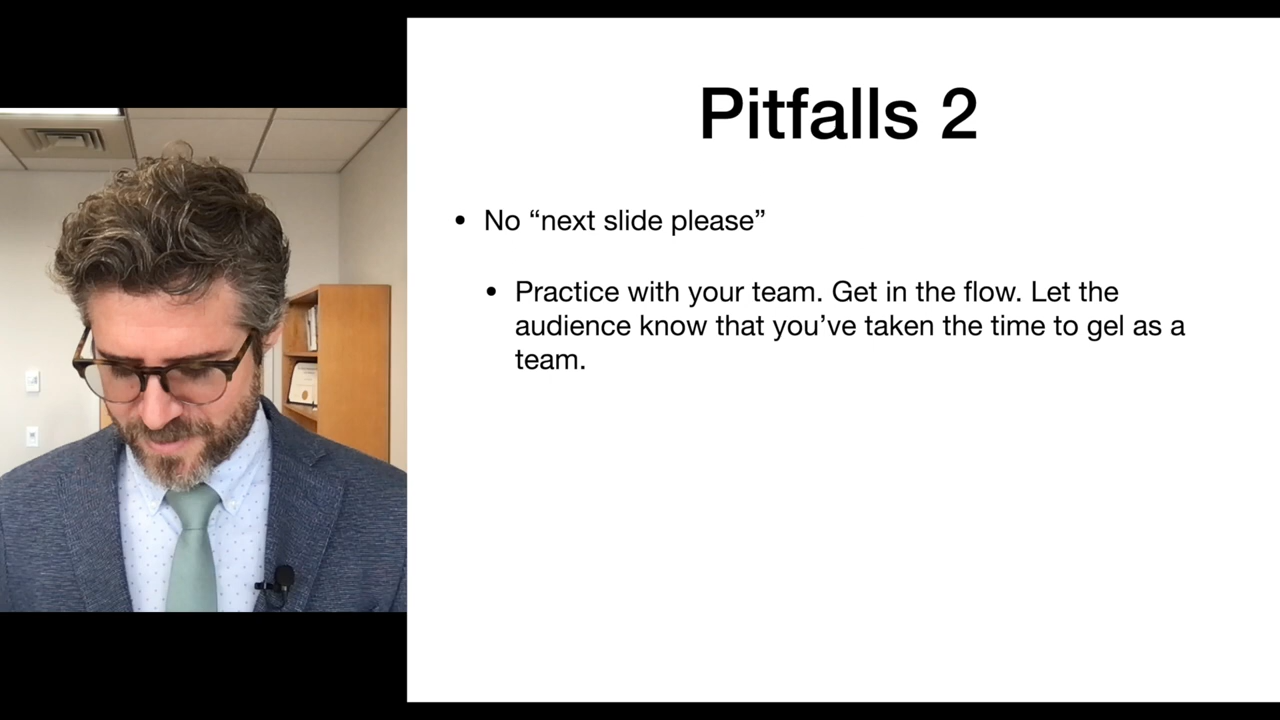 Pitfalls 2
• No “next slide please”
• Practice with your team. Get in the flow. Let the
audience know that you’ve taken the time to gel as a
team.